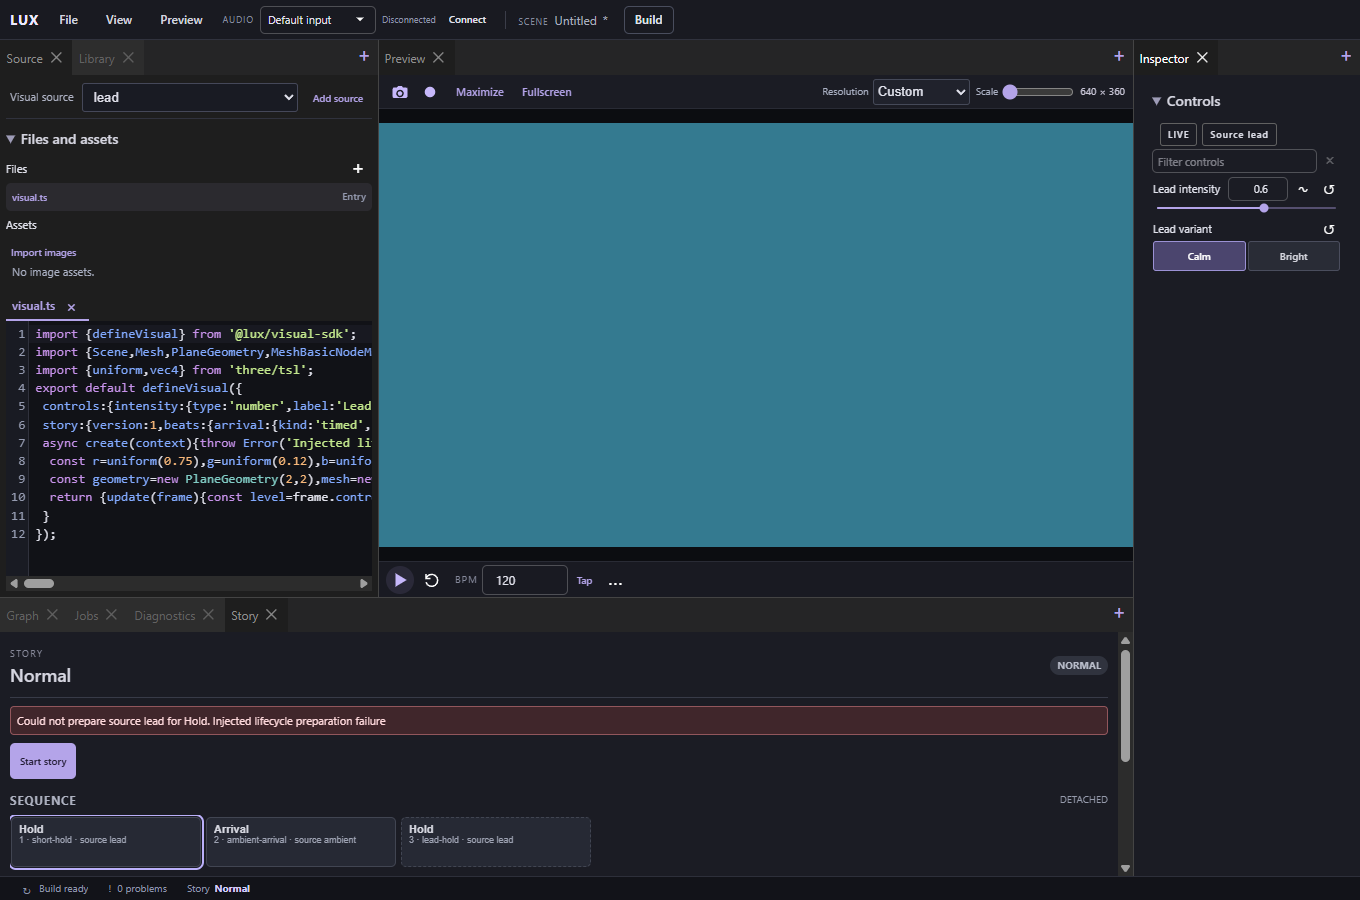 LUX File View Preview AUDIO Default input Disconnected Connect SCENE Untitled * Build
Source Library
Visual source lead Add source
Files and assets
Files
visual.ts Entry
Assets
Import images
No image assets.
visual.ts
1 import {defineVisual} from '@lux/visual-sdk';
2 import {Scene,Mesh,PlaneGeometry,MeshBasicNodeM
3 import {uniform,vec4} from 'three/tsl';
4 export default defineVisual({
5 controls:{intensity:{type:'number',label:'Lead
6 story:{version:1,beats:{arrival:{kind:'timed',
7 async create(context){throw Error('Injected li
8 const r=uniform(0.75),g=uniform(0.12),b=unifo
9 const geometry=new PlaneGeometry(2,2),mesh=new
10 return {update(frame){const level=frame.contr
11 }
12 });
Preview
Maximize Fullscreen Resolution Custom Scale 640 × 360
BPM 120 Tap ...
Inspector
Controls
LIVE Source lead
Filter controls
Lead intensity 0.6
Lead variant
Calm Bright
Graph Jobs Diagnostics Story
STORY
Normal NORMAL
Could not prepare source lead for Hold. Injected lifecycle preparation failure
Start story
SEQUENCE DETACHED
Hold
1 · short-hold · source lead
Arrival
2 · ambient-arrival · source ambient
Hold
3 · lead-hold · source lead
Build ready ! 0 problems Story Normal